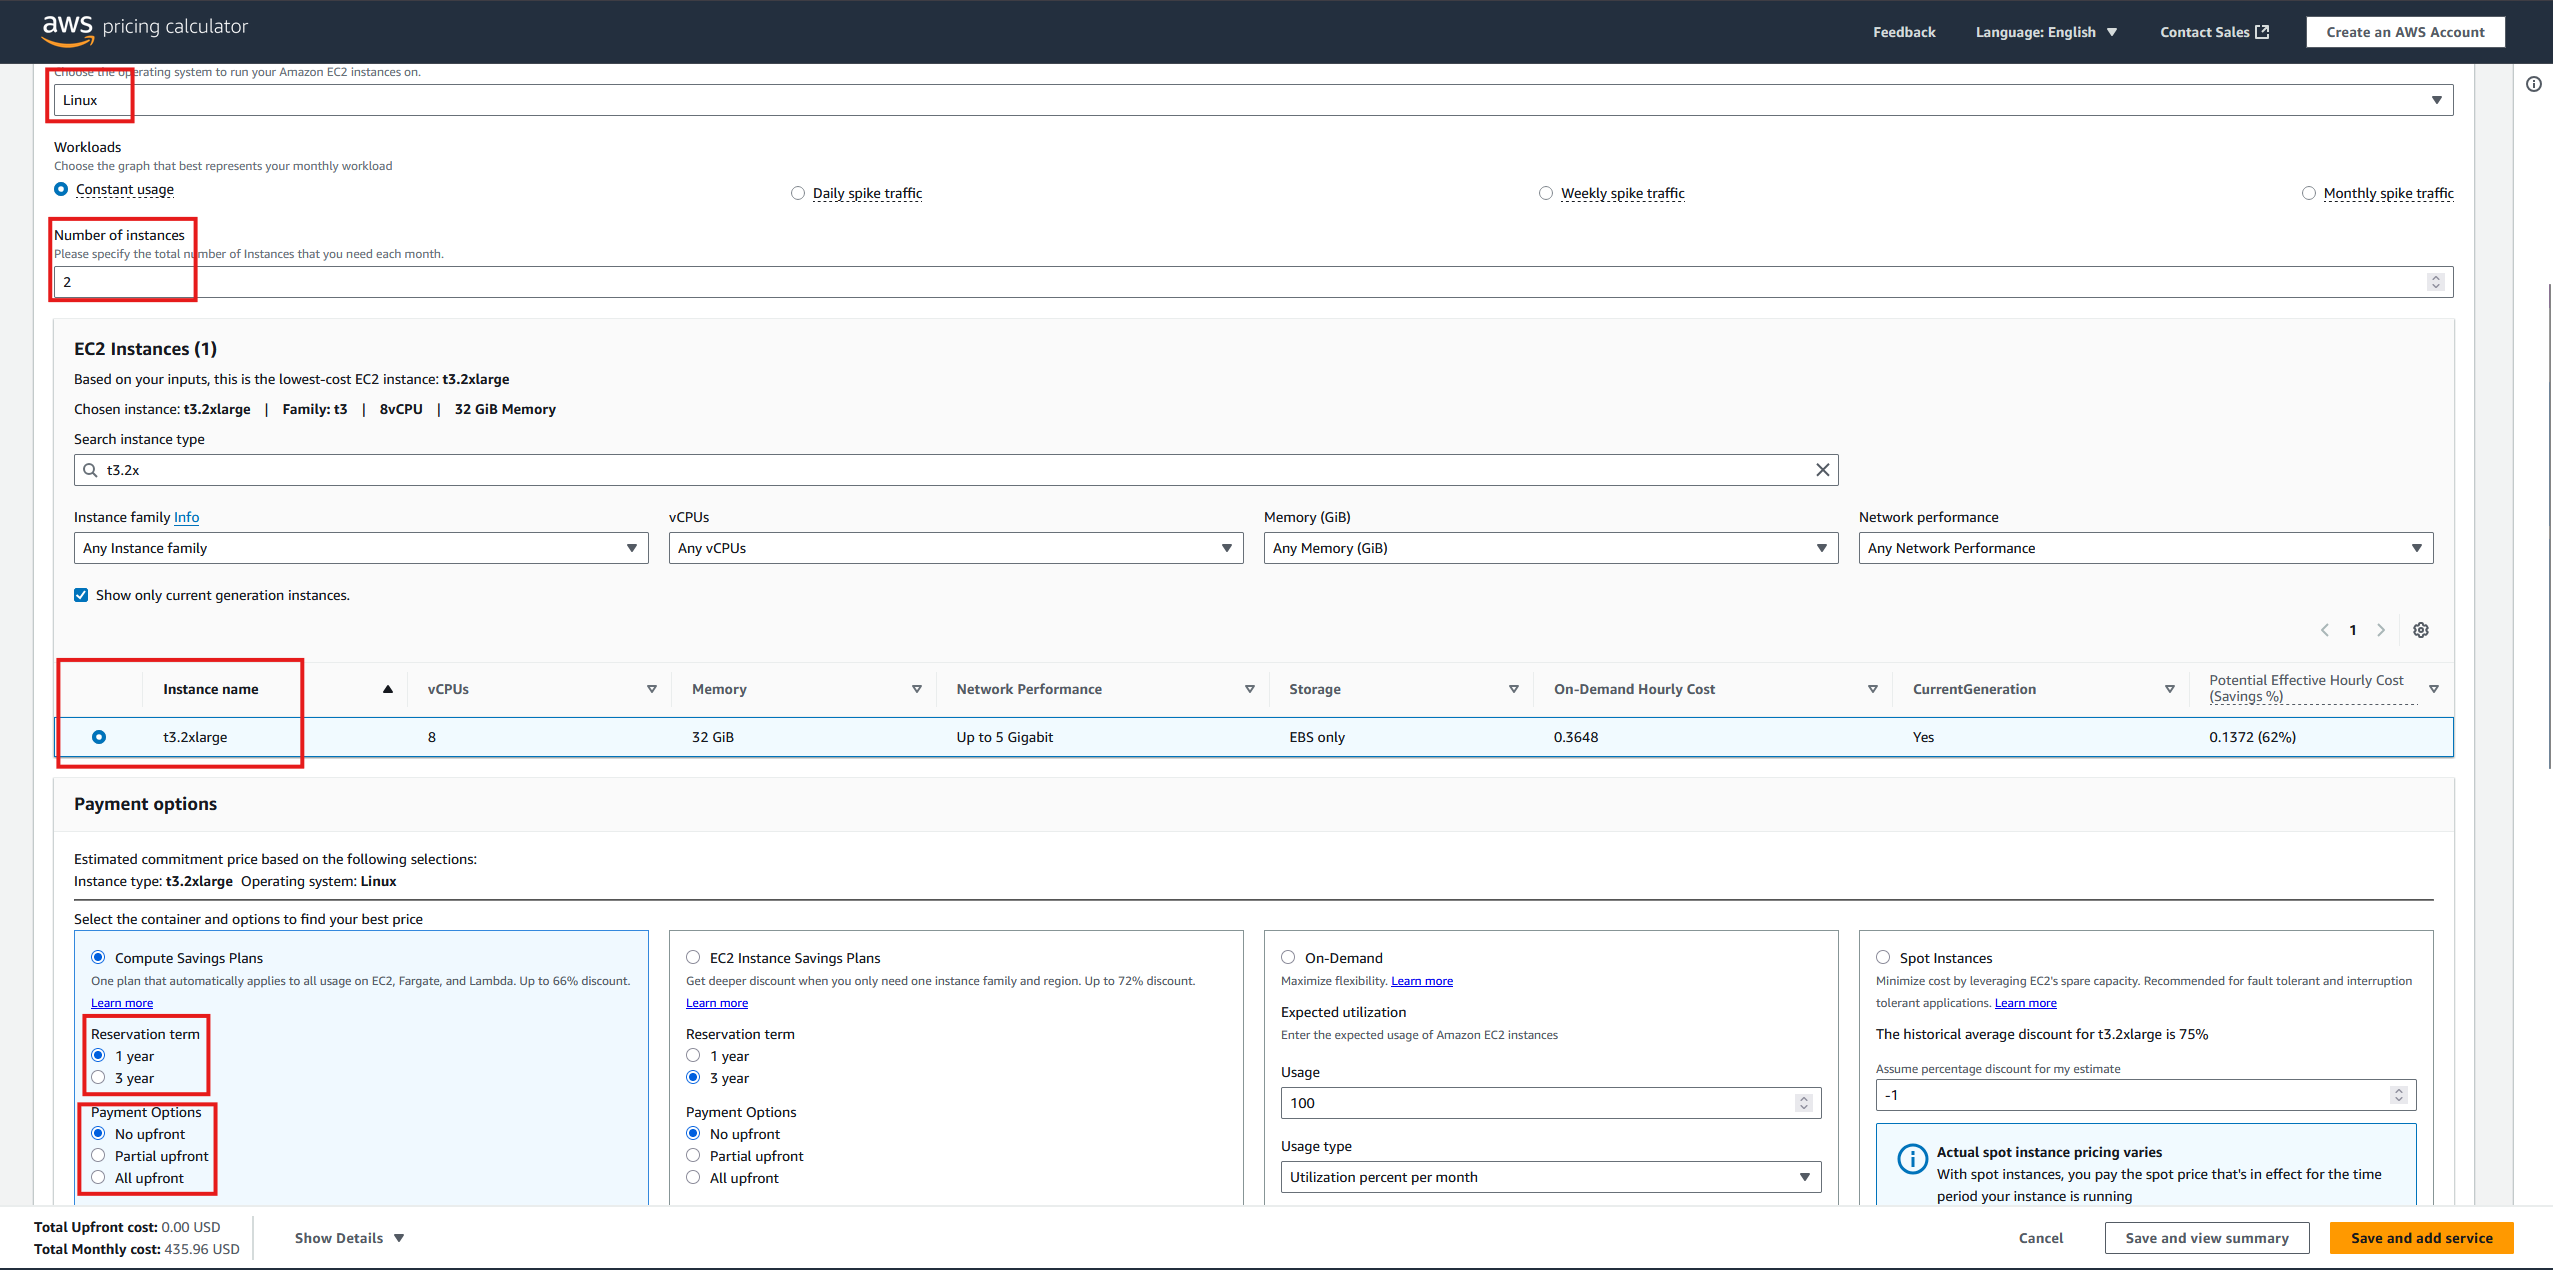 aws pricing calculator
Feedback
Language: English
Contact Sales
Create an AWS Account
Choose the operating system to run your Amazon EC2 instances on.
Linux
Workloads
Choose the graph that best represents your monthly workload
Constant usage
Daily spike traffic
Weekly spike traffic
Monthly spike traffic
Number of instances
Please specify the total number of Instances that you need each month.
2
EC2 Instances (1)
Based on your inputs, this is the lowest-cost EC2 instance: t3.2xlarge
Chosen instance: t3.2xlarge | Family: t3 | 8vCPU | 32 GiB Memory
Search instance type
t3.2x
Instance family Info
vCPUs
Memory (GiB)
Network performance
Any Instance family
Any vCPUs
Any Memory (GiB)
Any Network Performance
Show only current generation instances.
1
Instance name
vCPUs
Memory
Network Performance
Storage
On-Demand Hourly Cost
CurrentGeneration
Potential Effective Hourly Cost
(Savings %)
t3.2xlarge
8
32 GiB
Up to 5 Gigabit
EBS only
0.3648
Yes
0.1372 (62%)
Payment options
Estimated commitment price based on the following selections:
Instance type: t3.2xlarge Operating system: Linux
Select the container and options to find your best price
Compute Savings Plans
One plan that automatically applies to all usage on EC2, Fargate, and Lambda. Up to 66% discount.
Learn more
Reservation term
1 year
3 year
Payment Options
No upfront
Partial upfront
All upfront
EC2 Instance Savings Plans
Get deeper discount when you only need one instance family and region. Up to 72% discount.
Learn more
Reservation term
1 year
3 year
Payment Options
No upfront
Partial upfront
All upfront
On-Demand
Maximize flexibility. Learn more
Expected utilization
Enter the expected usage of Amazon EC2 instances
Usage
100
Usage type
Utilization percent per month
Spot Instances
Minimize cost by leveraging EC2's spare capacity. Recommended for fault tolerant and interruption
tolerant applications. Learn more
The historical average discount for t3.2xlarge is 75%
Assume percentage discount for my estimate
-1
Actual spot instance pricing varies
With spot instances, you pay the spot price that's in effect for the time
period your instance is running
Total Upfront cost: 0.00 USD
Total Monthly cost: 435.96 USD
Show Details
Cancel
Save and view summary
Save and add service